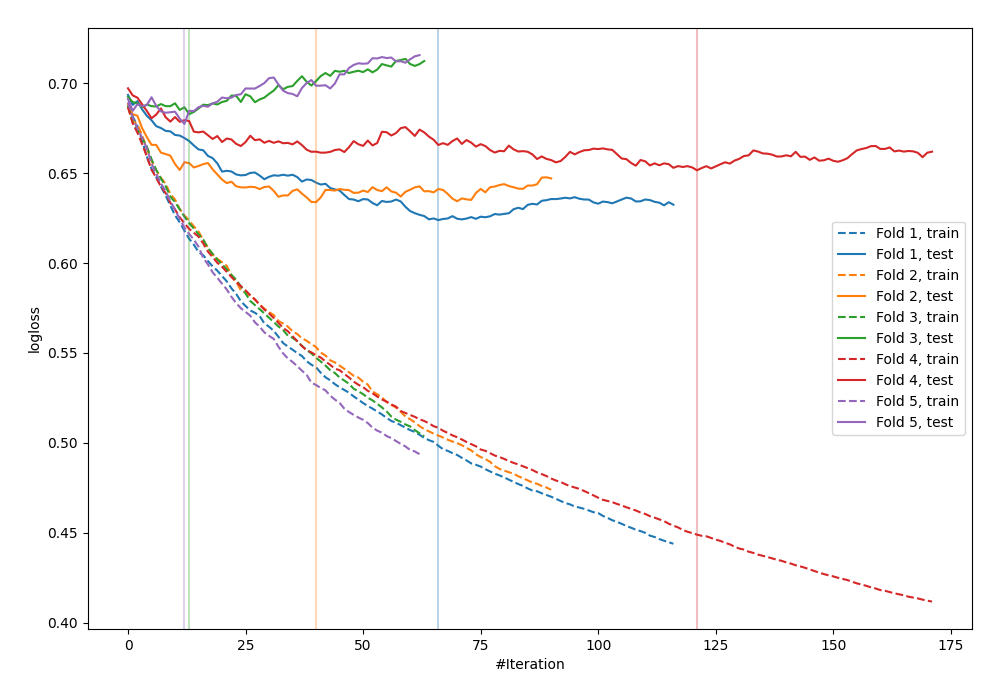 0.70
0.65
0.60
0.55
0.50
0.45
0.40
logloss
0
25
50
75
100
125
150
175
#Iteration
Fold 1, train
Fold 1, test
Fold 2, train
Fold 2, test
Fold 3, train
Fold 3, test
Fold 4, train
Fold 4, test
Fold 5, train
Fold 5, test